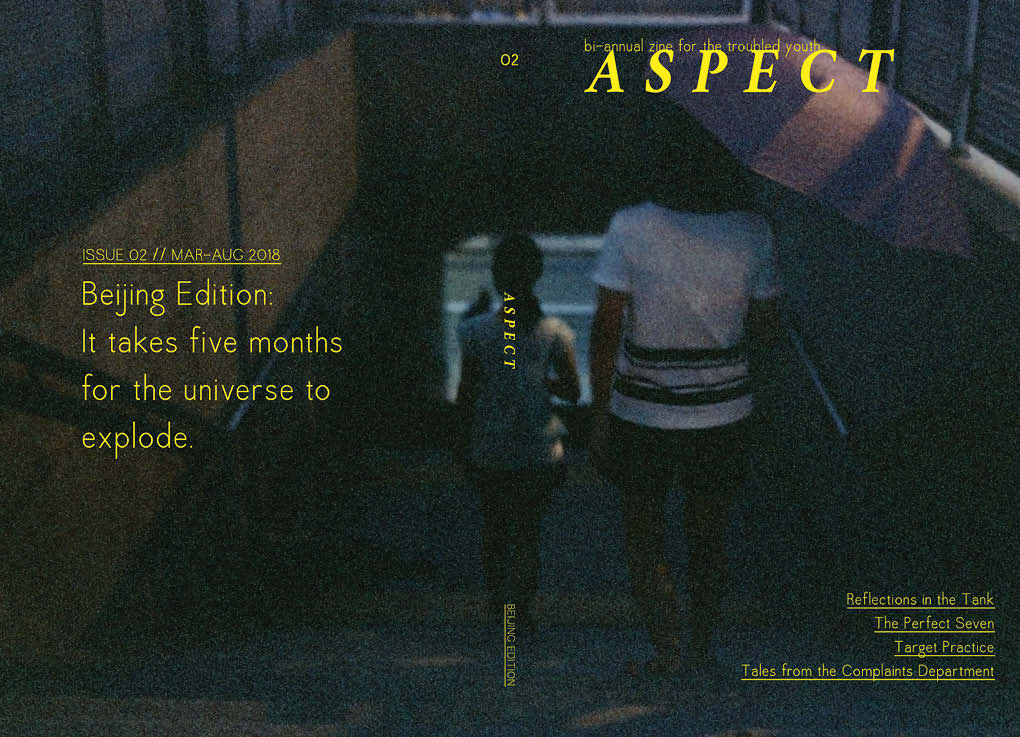 ISSUE 02 // MAR-AUG 2018
Beijing Edition:
It takes five months
for the universe to
explode.
02
ASPECT
BEIJING EDITION
bi-annual zine for the troubled youth
ASPECT
Reflections in the Tank
The Perfect Seven
Target Practice
Tales from the Complaints Department